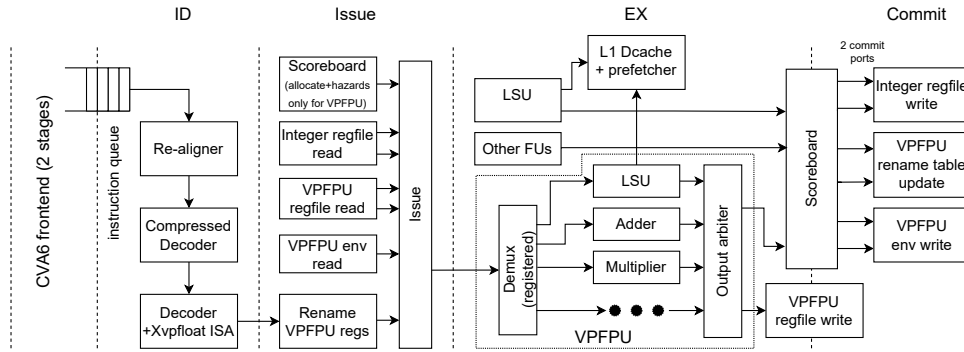 ID
Issue
EX
Commit
CVA6 frontend (2 stages)
instruction queue
Re-aligner
Compressed
Decoder
Decoder
+Xvpfloat ISA
Scoreboard
(allocate+hazards
only for VPFPU)
Integer regfile
read
VPFPU
regfile read
VPFPU env
read
Rename
VPFPU regs
Issue
LSU
L1 Dcache
+ prefetcher
Other FUs
Demux
(registered)
LSU
Adder
Multiplier
VPFPU
Output arbiter
Scoreboard
2 commit
ports
Integer regfile
write
VPFPU
rename table
update
VPFPU
env write
VPFPU
regfile write